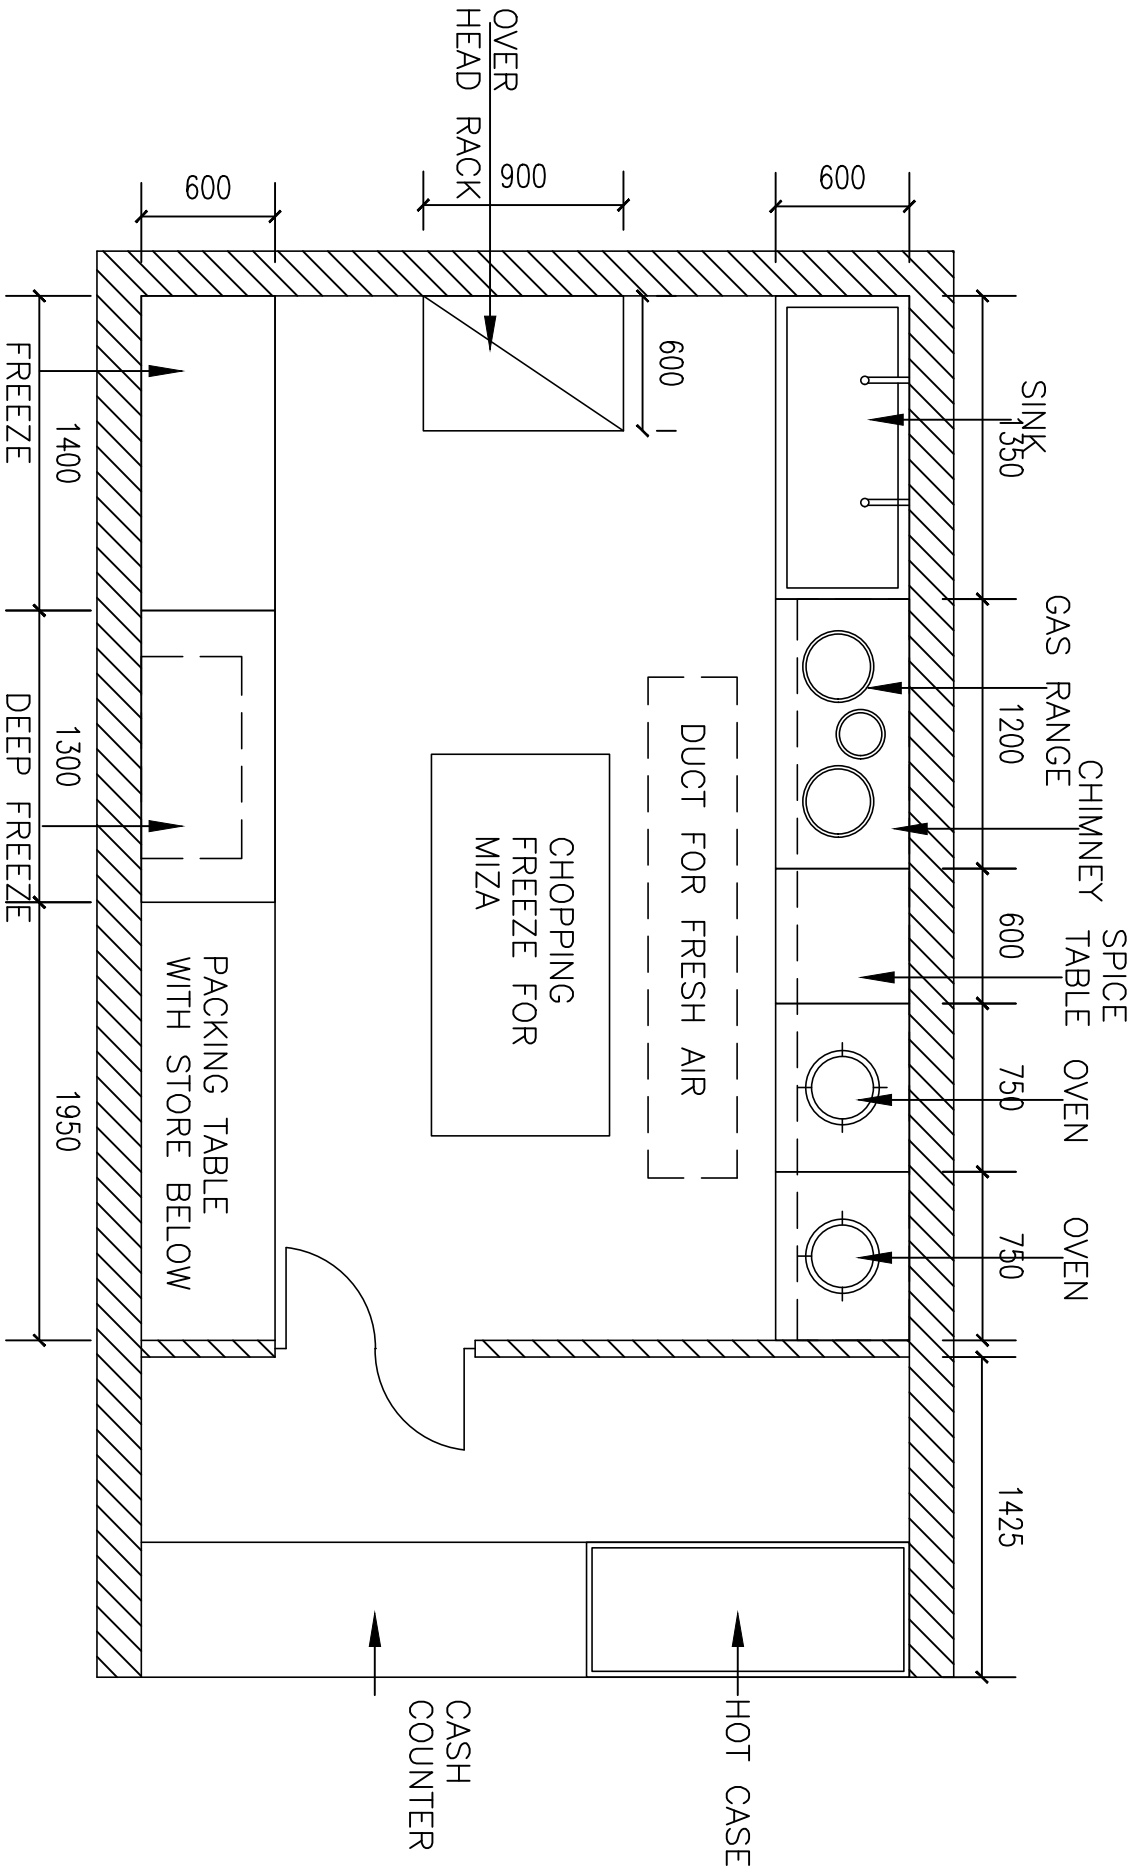 SINK
1350
GAS RANGE
1200
CHIMNEY
600
SPICE
TABLE
OVEN
750
OVEN
750
1425
600
900
600
600
OVER
HEAD RACK
DUCT FOR FRESH AIR
CHOPPING
FREEZE FOR
MIZA
PACKING TABLE
WITH STORE BELOW
HOT CASE
CASH
COUNTER
1400
FREEZE
1300
DEEP FREEZE
1950